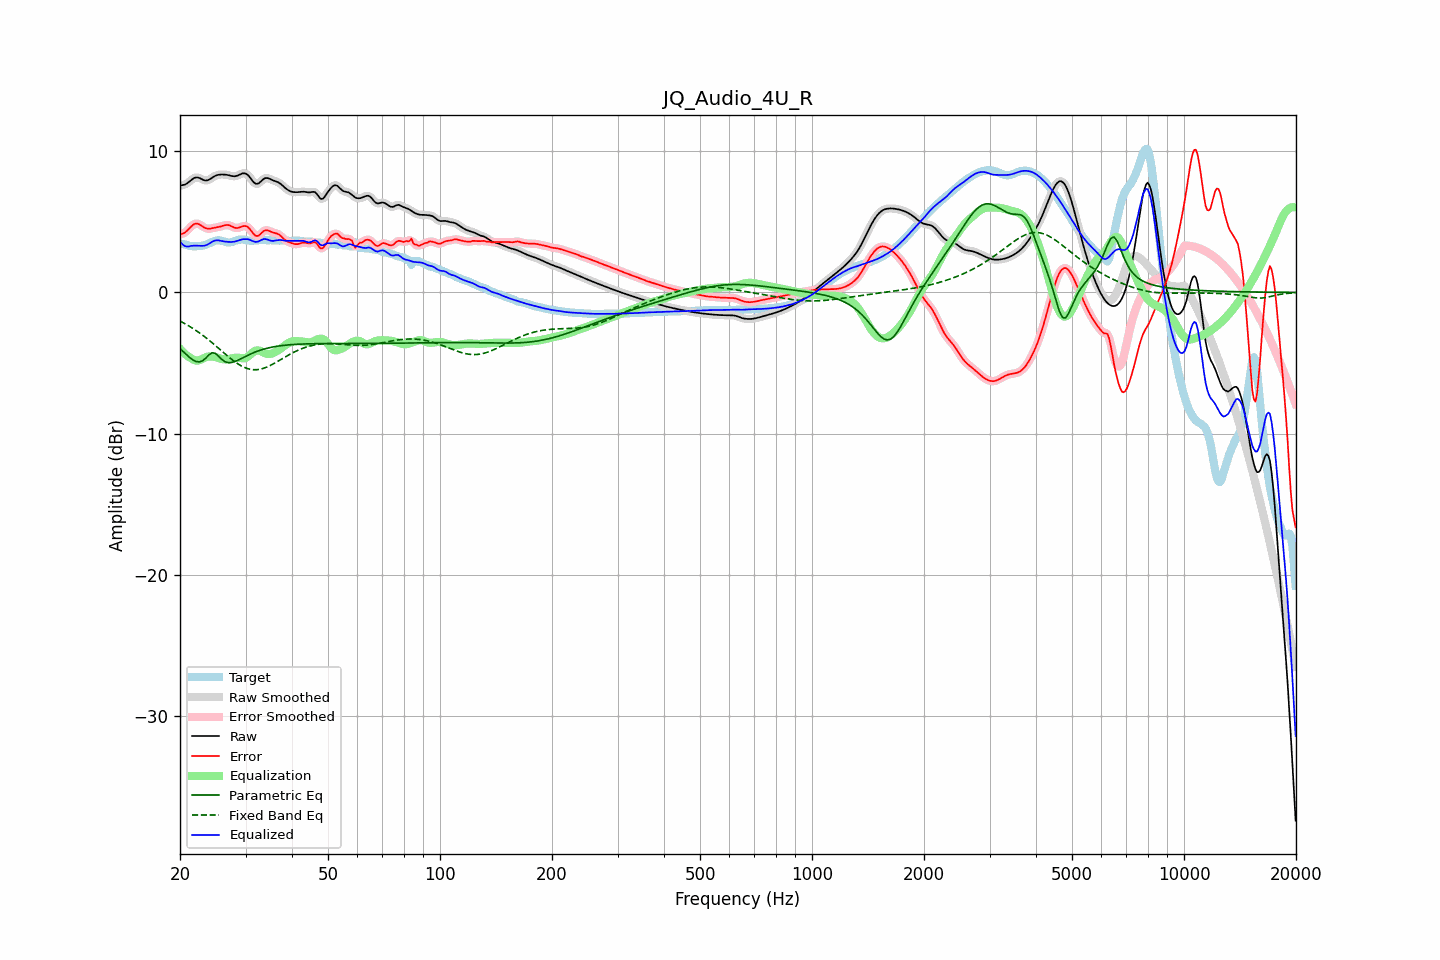 JQ_Audio_4U_R
10
0
−10
−20
−30
Amplitude (dBr)
Target
Raw Smoothed
Error Smoothed
Raw
Error
Equalization
Parametric Eq
Fixed Band Eq
Equalized
20
50
100
200
500
1000
2000
5000
10000
20000
Frequency (Hz)